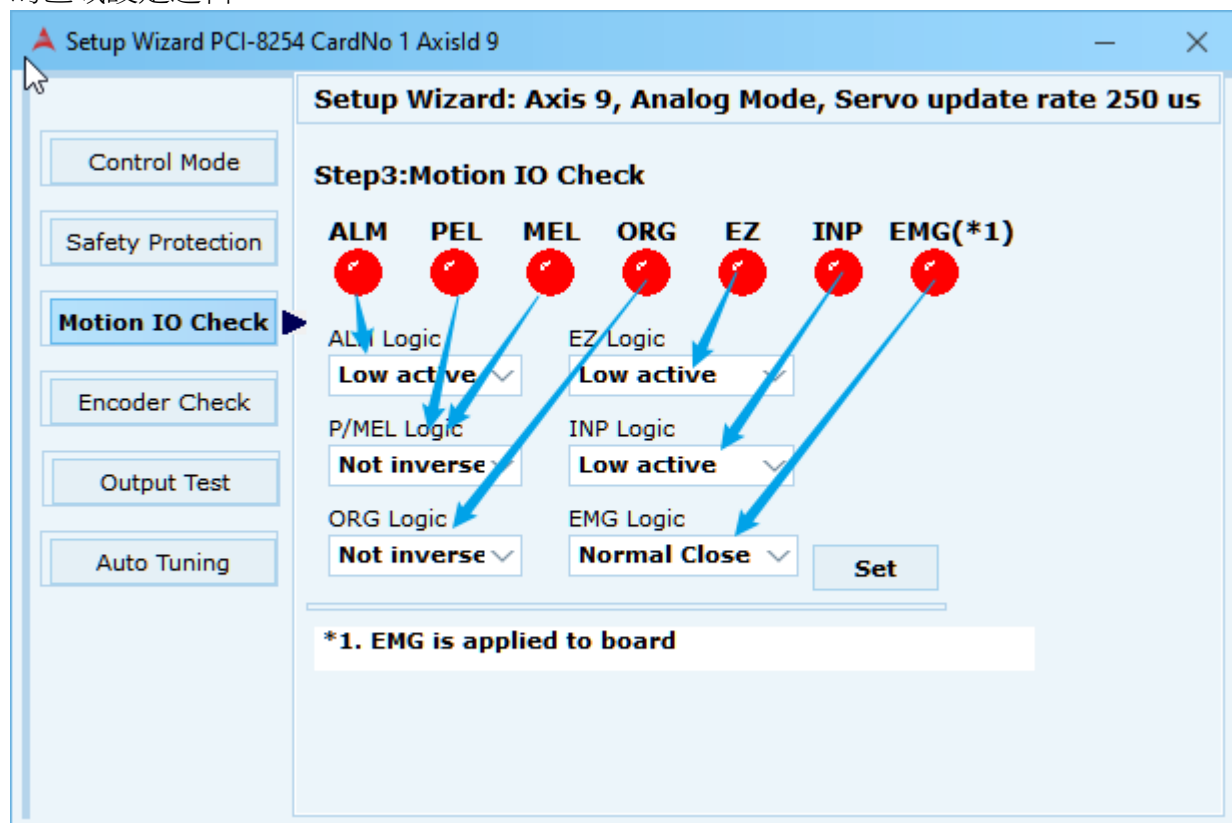 Setup Wizard PCI-8254 CardNo 1 AxisId 9
Setup Wizard: Axis 9, Analog Mode, Servo update rate 250 us
Control Mode
Safety Protection
Motion IO Check
Encoder Check
Output Test
Auto Tuning
Step3:Motion IO Check
ALM PEL MEL ORG EZ INP EMG(*1)
ALM Logic EZ Logic
Low active Low active
P/MEL Logic INP Logic
Not inverse Low active
ORG Logic EMG Logic
Not inverse Normal Close Set
*1. EMG is applied to board